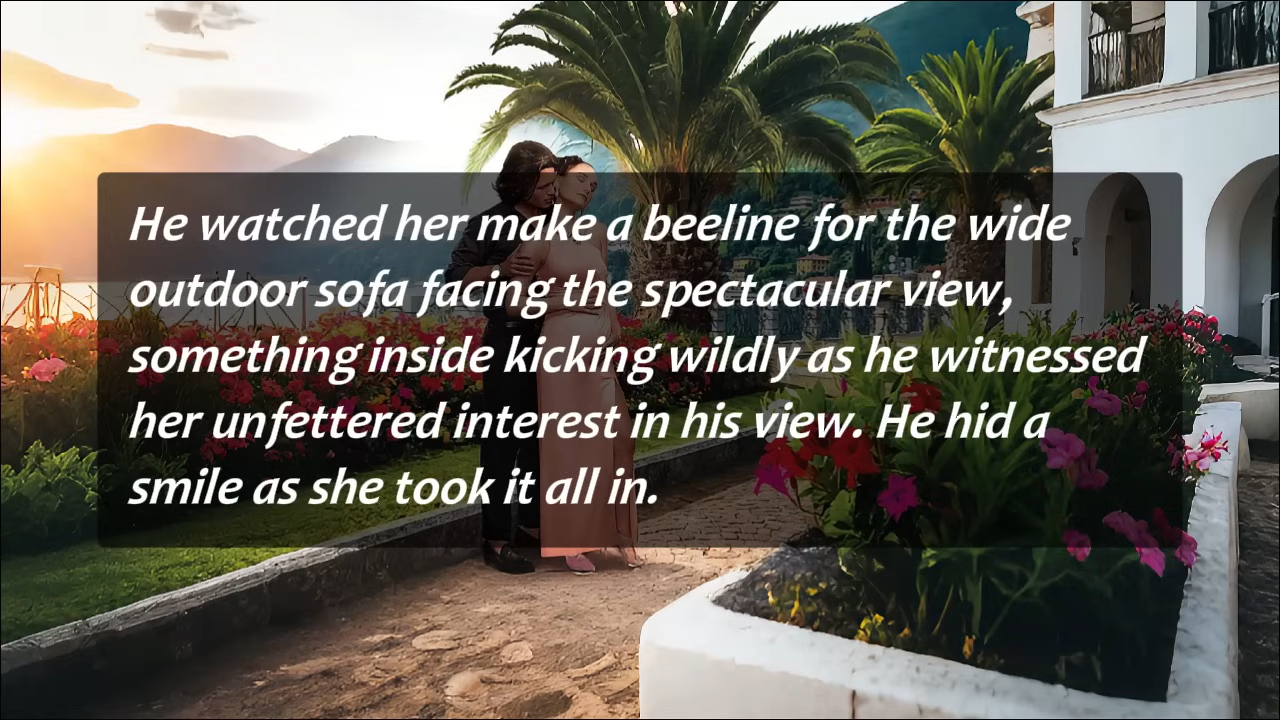 He watched her make a beeline for the wide
outdoor sofa facing the spectacular view,
something inside kicking wildly as he witnessed
her unfettered interest in his view. He hid a
smile as she took it all in.